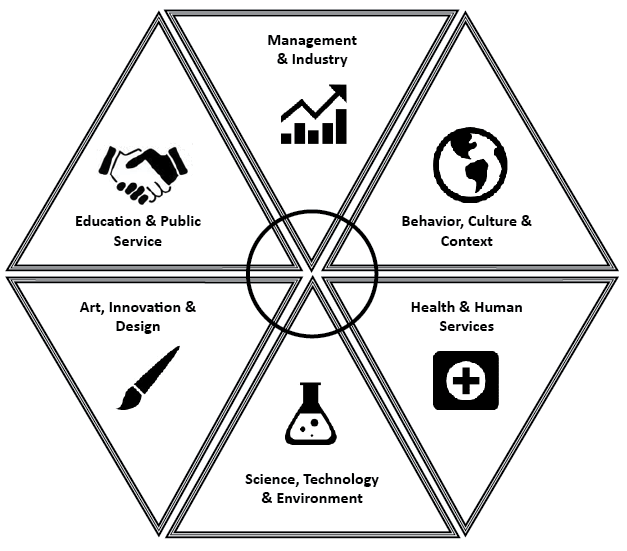 Management
& Industry
Education & Public
Service
Behavior, Culture &
Context
Art, Innovation &
Design
Health & Human
Services
Science, Technology
& Environment